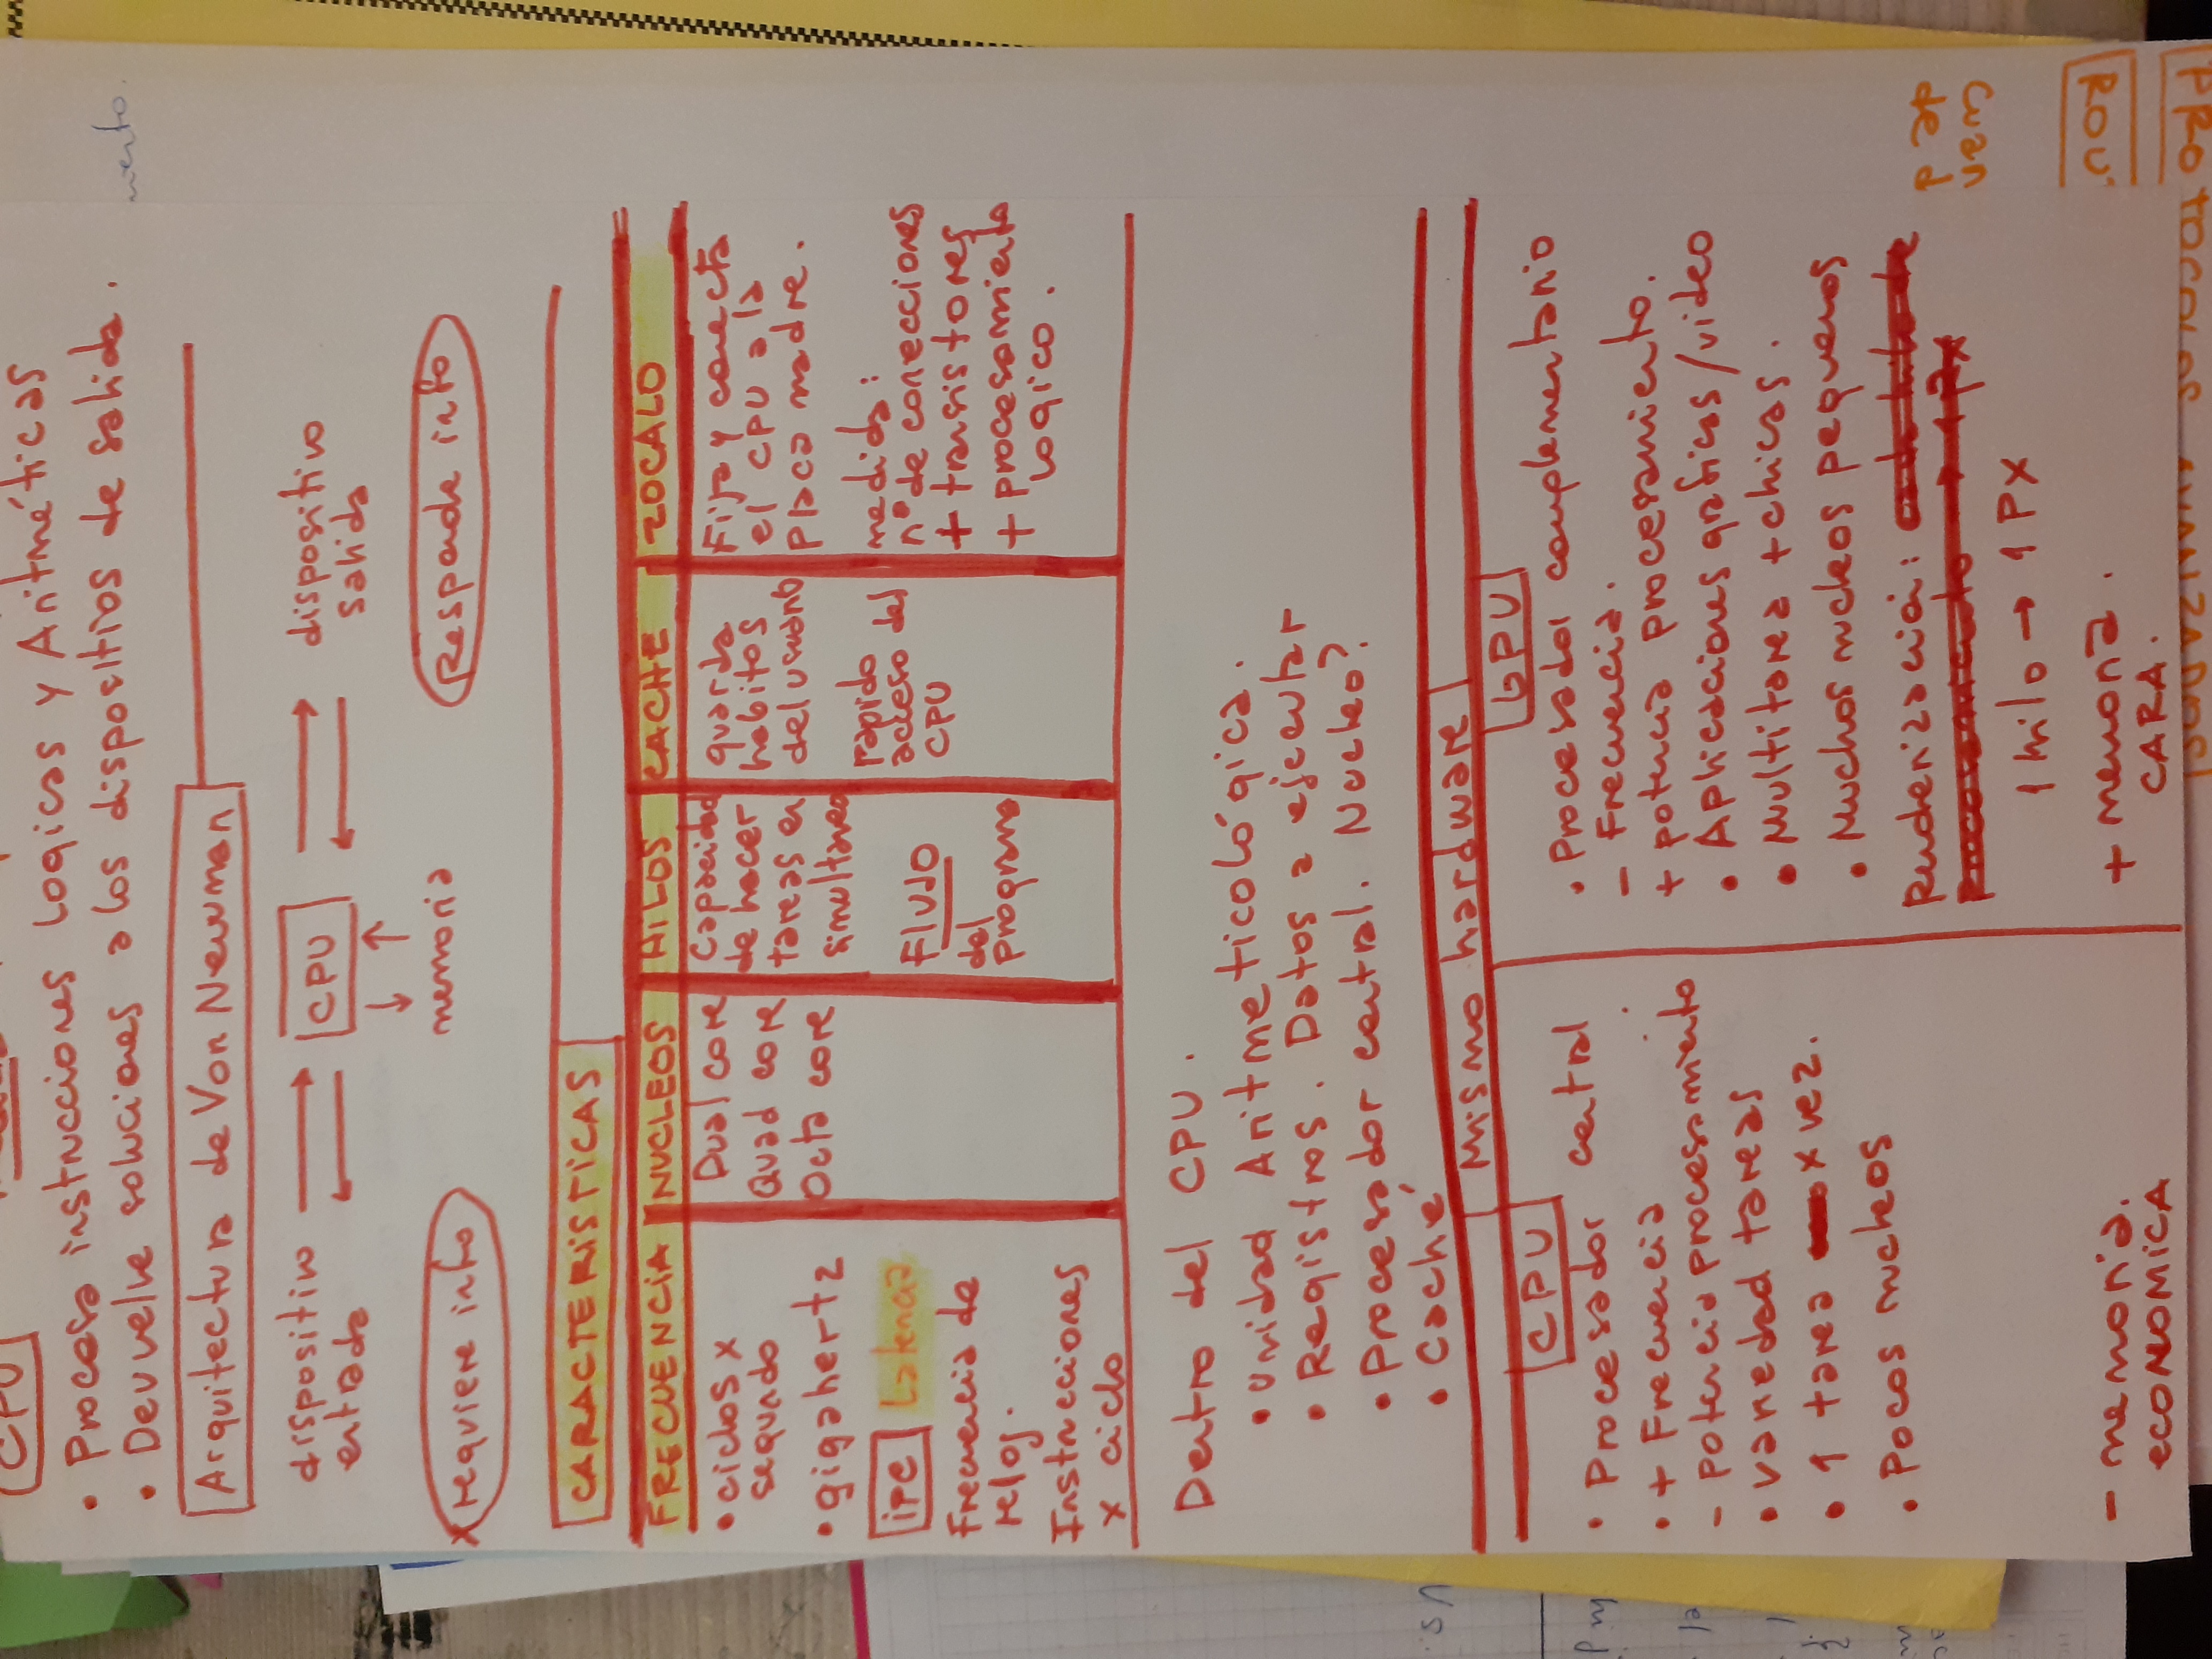 CPU
• Procesa instrucciones Logicas y Aritméticas
• Devuelve soluciones a los dispositios de salida.
Arquitectura de Von Newman
dispositivo entrada
CPU
dispositivo salida
memoria
x requiere info
Responde info
CARACTERISTICAS
FRECUENCIA
• ciclos x
segundo
• gigahertz
iPC Latencia
Frecuencia de
reloj.
Instrucciones
x ciclo
NUCLEOS
Dual core
Quad core
Octa core
HILOS
Capacidad
de hacer
tareas en
simultaneo
FlUJO
del
programa
CACHE
guarda
habitos
del usuario
rapido
acceso del
CPU
ZOCALO
Fija y conecta
el CPU a la
placa madre.
medida:
nº de conecciones
+ transistores
+ procesamiento
Logico.
Dentro del CPU.
• Unidad Aritmeticológica.
• Registros. Datos a ejecutar
• Procesador central. Nucleo?
• Caché
Mismo hardware
CPU
• Procesador central
• + Frecuencia
- potencia procesamiento
• variedad tareas
• 1 tarea x vez.
• Pocos nucleos
- memoria.
ECONOMICA
GPU
• Procesador complementario
- Frecuencia.
+ potencia procesamiento.
• Aplicaciones graficas/video
• Multitarea + chicas.
• Muchos nucleos pequenos
Renderización:
1 hilo → 1 PX
+ memoria.
CARA.
miento.